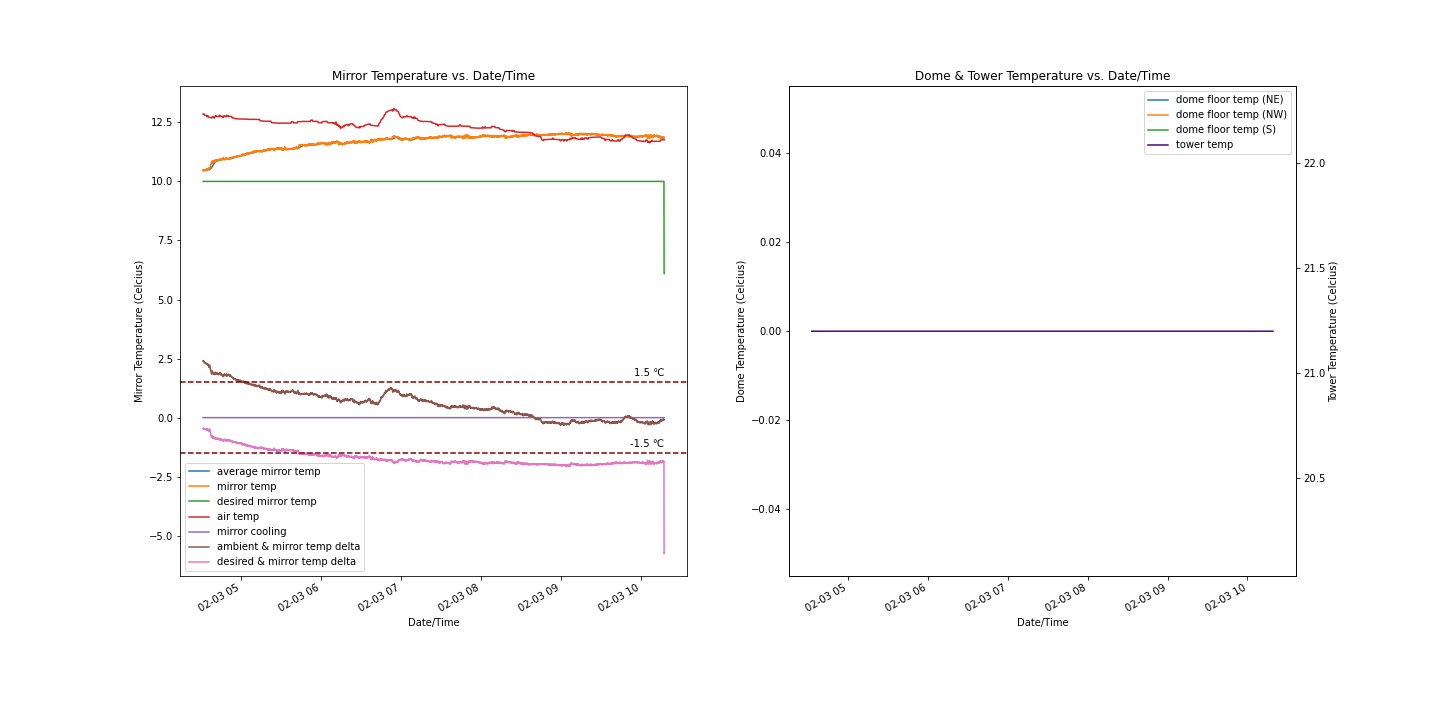 Mirror Temperature vs. Date/Time
Mirror Temperature (Celcius)
12.5
10.0
7.5
5.0
2.5
0.0
−2.5
−5.0
1.5 °C
-1.5 °C
average mirror temp
mirror temp
desired mirror temp
air temp
mirror cooling
ambient & mirror temp delta
desired & mirror temp delta
02-03 05
02-03 06
02-03 07
02-03 08
02-03 09
02-03 10
Date/Time
Dome & Tower Temperature vs. Date/Time
Dome Temperature (Celcius)
0.04
0.02
0.00
−0.02
−0.04
dome floor temp (NE)
dome floor temp (NW)
dome floor temp (S)
tower temp
22.0
21.5
21.0
20.5
Tower Temperature (Celcius)
02-03 05
02-03 06
02-03 07
02-03 08
02-03 09
02-03 10
Date/Time